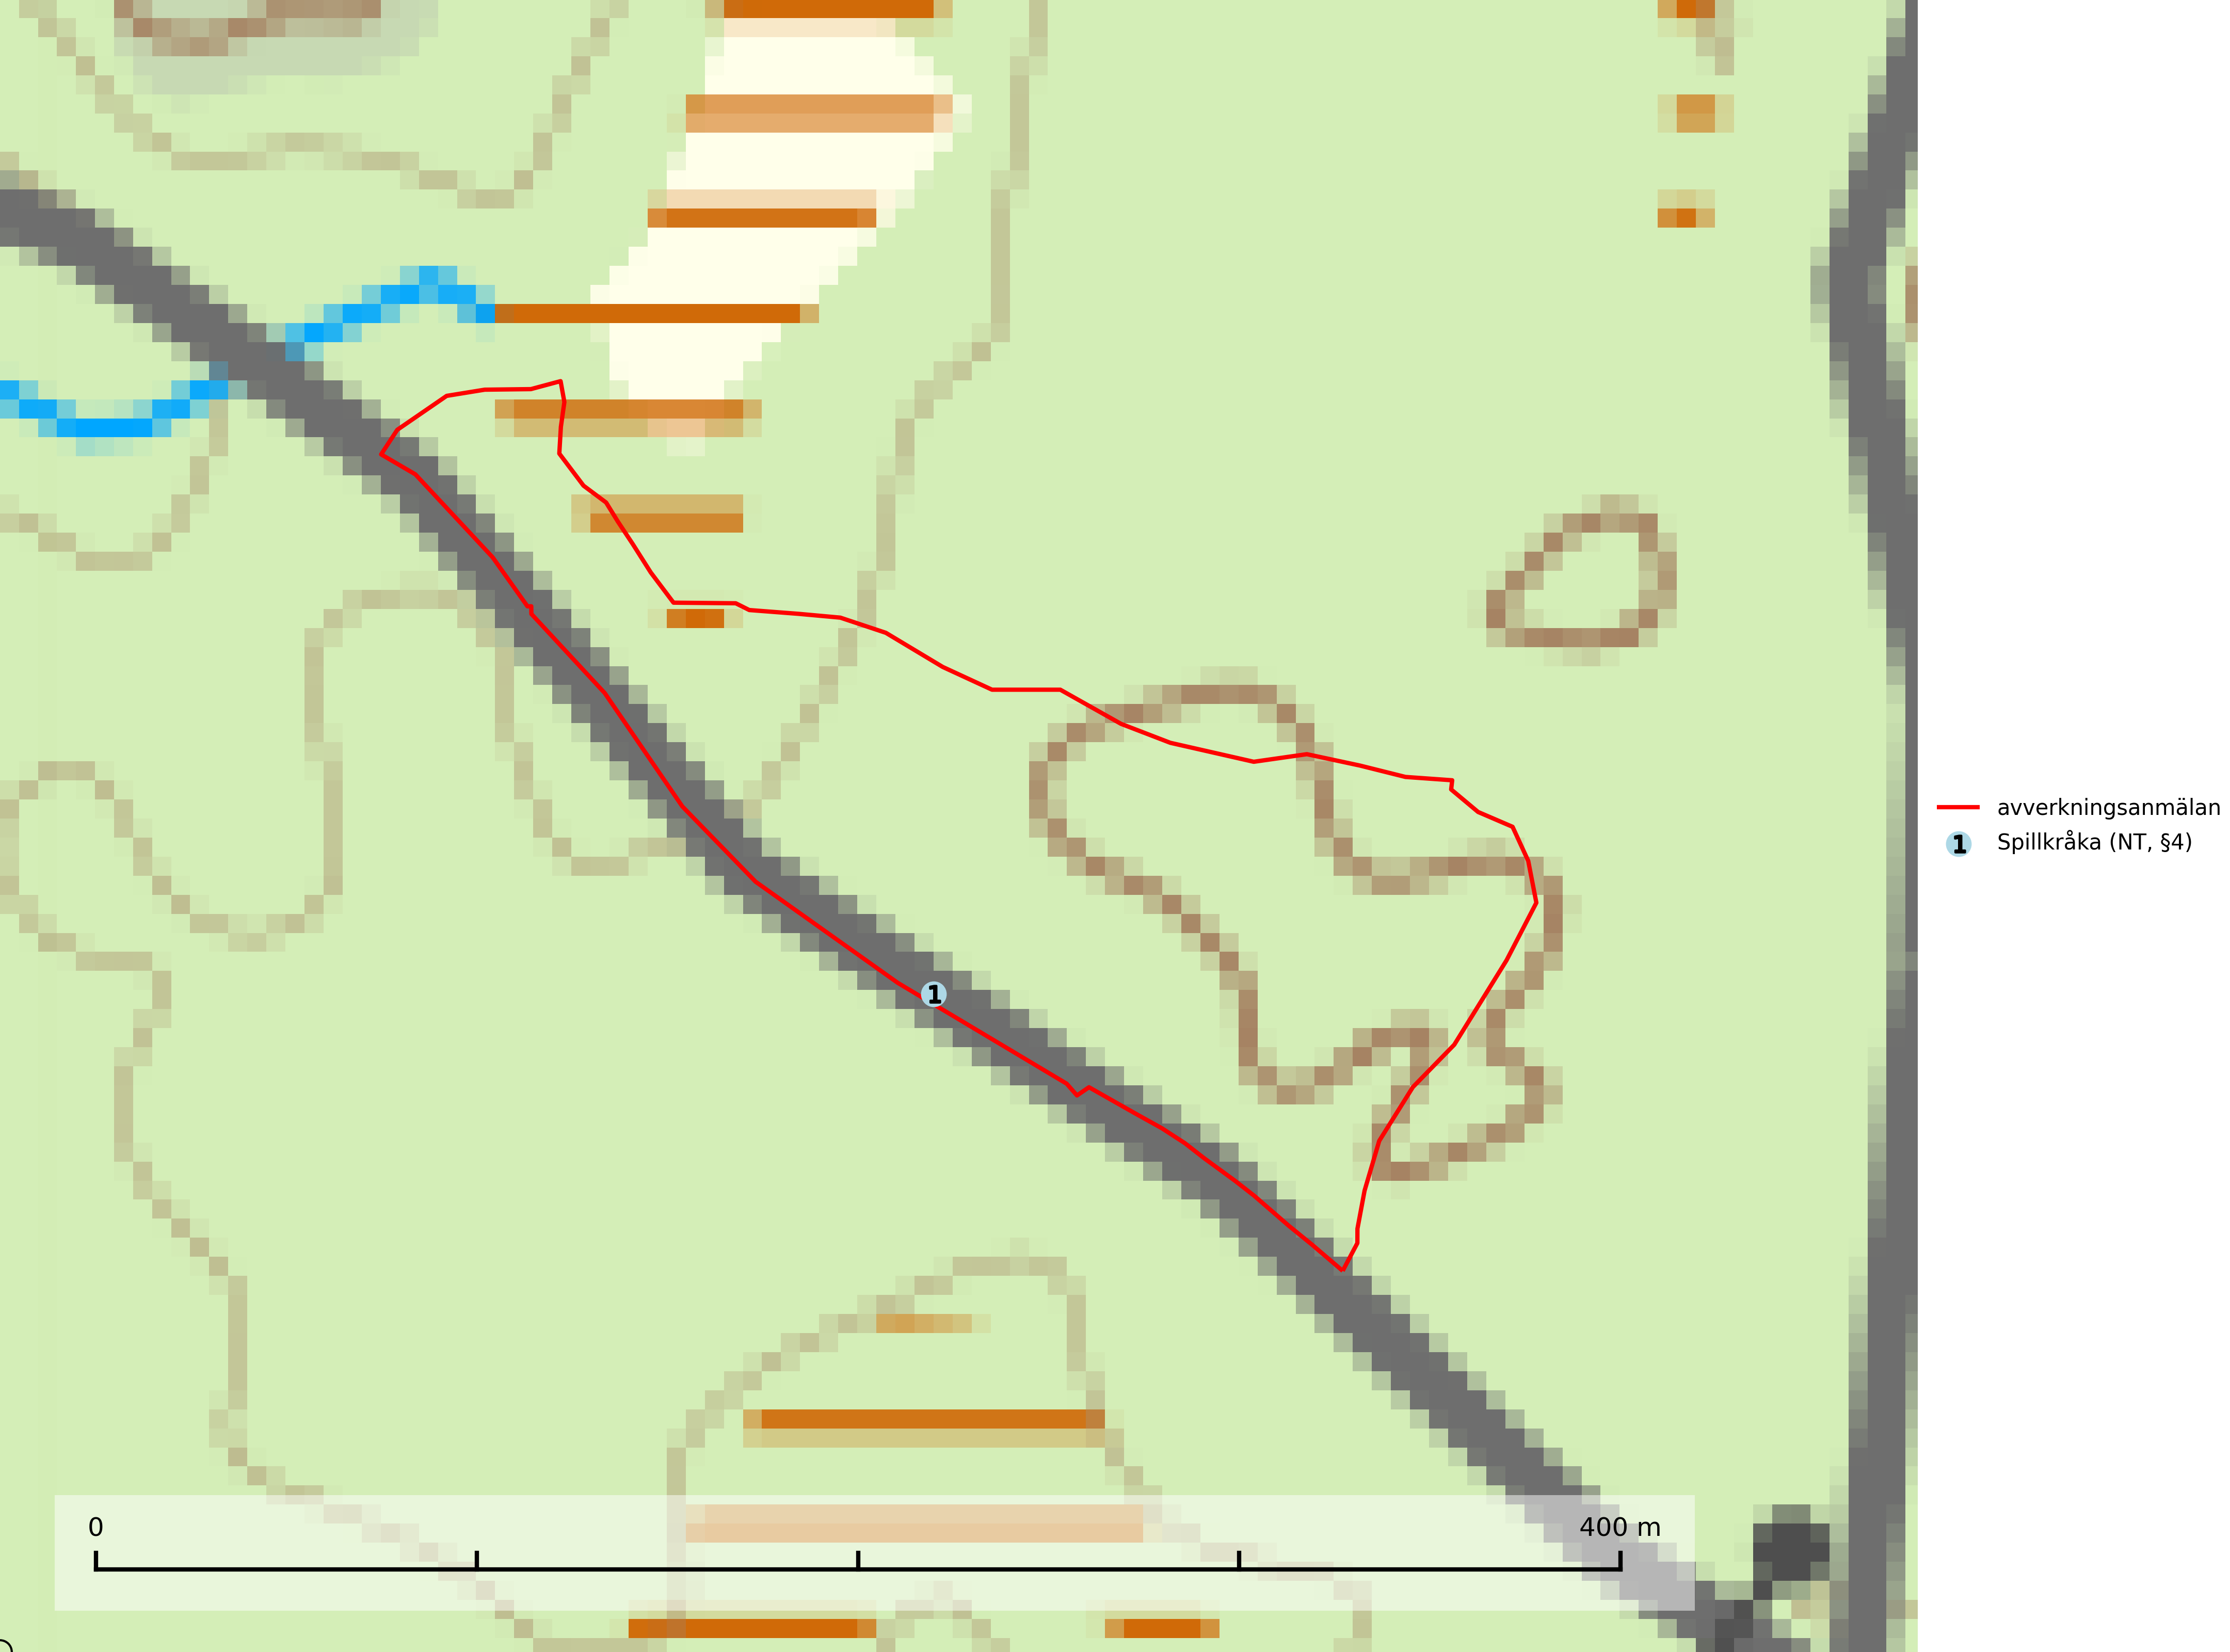 avverkningsanmälan
1 Spillkråka (NT, §4)
1
0 400 m